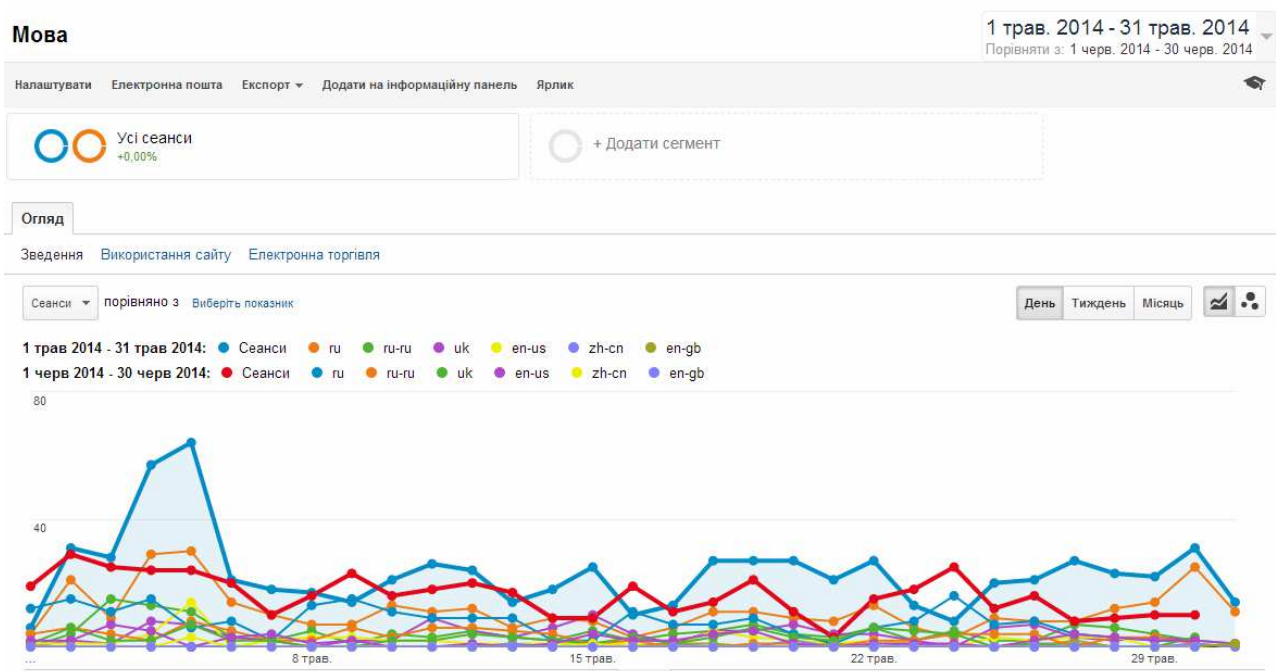 Мова
1 трав. 2014 - 31 трав. 2014
Порівняти з: 1 черв. 2014 - 30 черв. 2014
Налаштувати Електронна пошта Експорт Додати на інформаційну панель Ярлик
Усі сеанси
+0,00%
+ Додати сегмент
Огляд
Зведення Використання сайту Електронна торгівля
Сеанси порівняно з Виберіть показник
День Тиждень Місяць
1 трав 2014 - 31 трав 2014: Сеанси ru ru-ru uk en-us zh-cn en-gb
1 черв 2014 - 30 черв 2014: Сеанси ru ru-ru uk en-us zh-cn en-gb
80
40
... 8 трав. 15 трав. 22 трав. 29 трав.